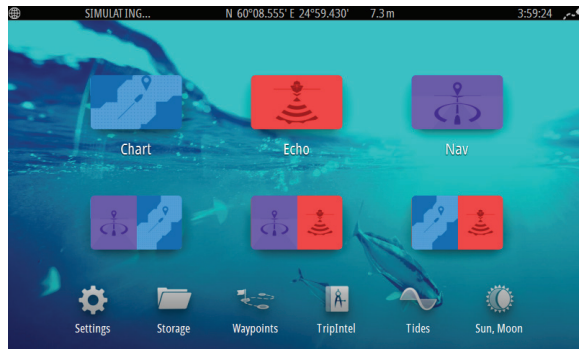 SIMULATING... N 60°08.555' E 24°59.430' 7.3 m 3:59:24
Chart Echo Nav
Settings Storage Waypoints TripIntel Tides Sun, Moon